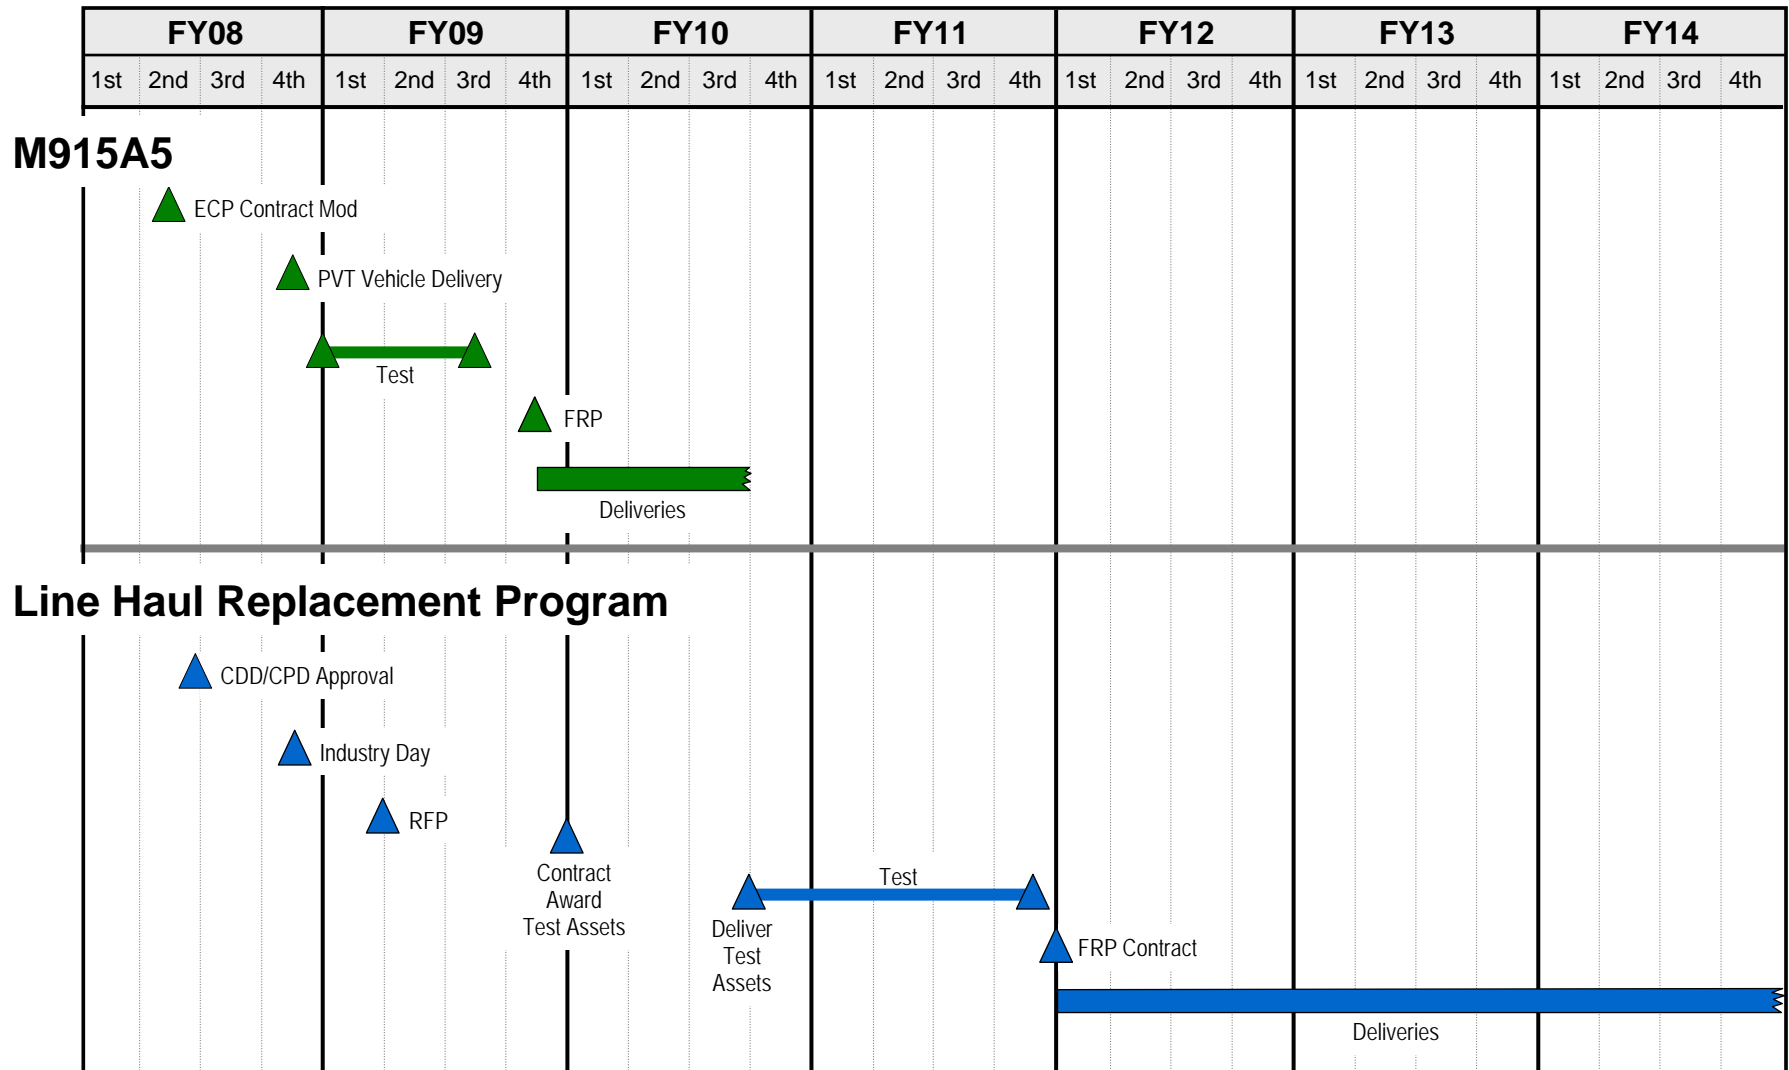 FY08 FY09 FY10 FY11 FY12 FY13 FY14
1st 2nd 3rd 4th 1st 2nd 3rd 4th 1st 2nd 3rd 4th 1st 2nd 3rd 4th 1st 2nd 3rd 4th 1st 2nd 3rd 4th 1st 2nd 3rd 4th
M915A5
ECP Contract Mod
PVT Vehicle Delivery
Test
FRP
Deliveries
Line Haul Replacement Program
CDD/CPD Approval
Industry Day
RFP
Contract
Award
Test Assets
Test
Deliver
Test
Assets
FRP Contract
Deliveries